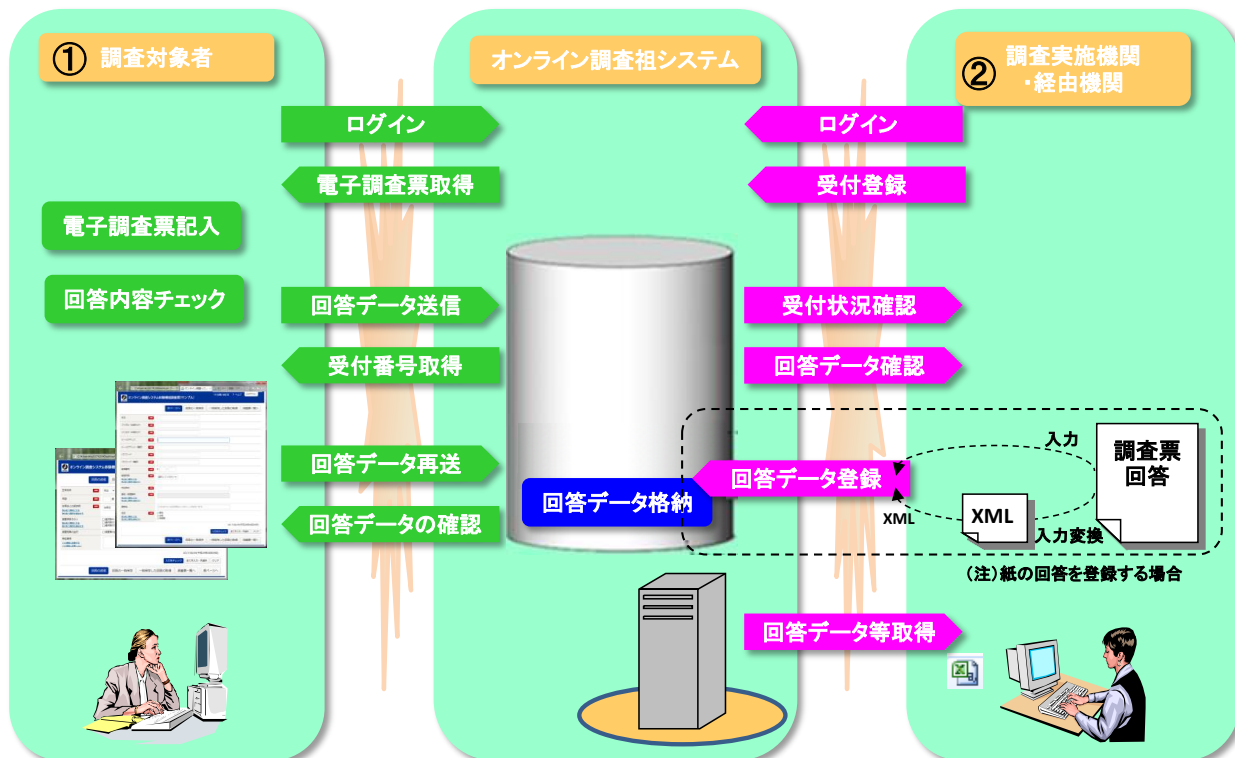 ① 調査対象者
オンライン調査祖システム
② 調査実施機関
・経由機関
ログイン
電子調査票取得
電子調査票記入
回答内容チェック
回答データ送信
受付番号取得
回答データ再送
回答データの確認
回答データ格納
ログイン
受付登録
受付状況確認
回答データ確認
回答データ登録
入力
調査票
回答
XML
XML
入力変換
(注)紙の回答を登録する場合
回答データ等取得